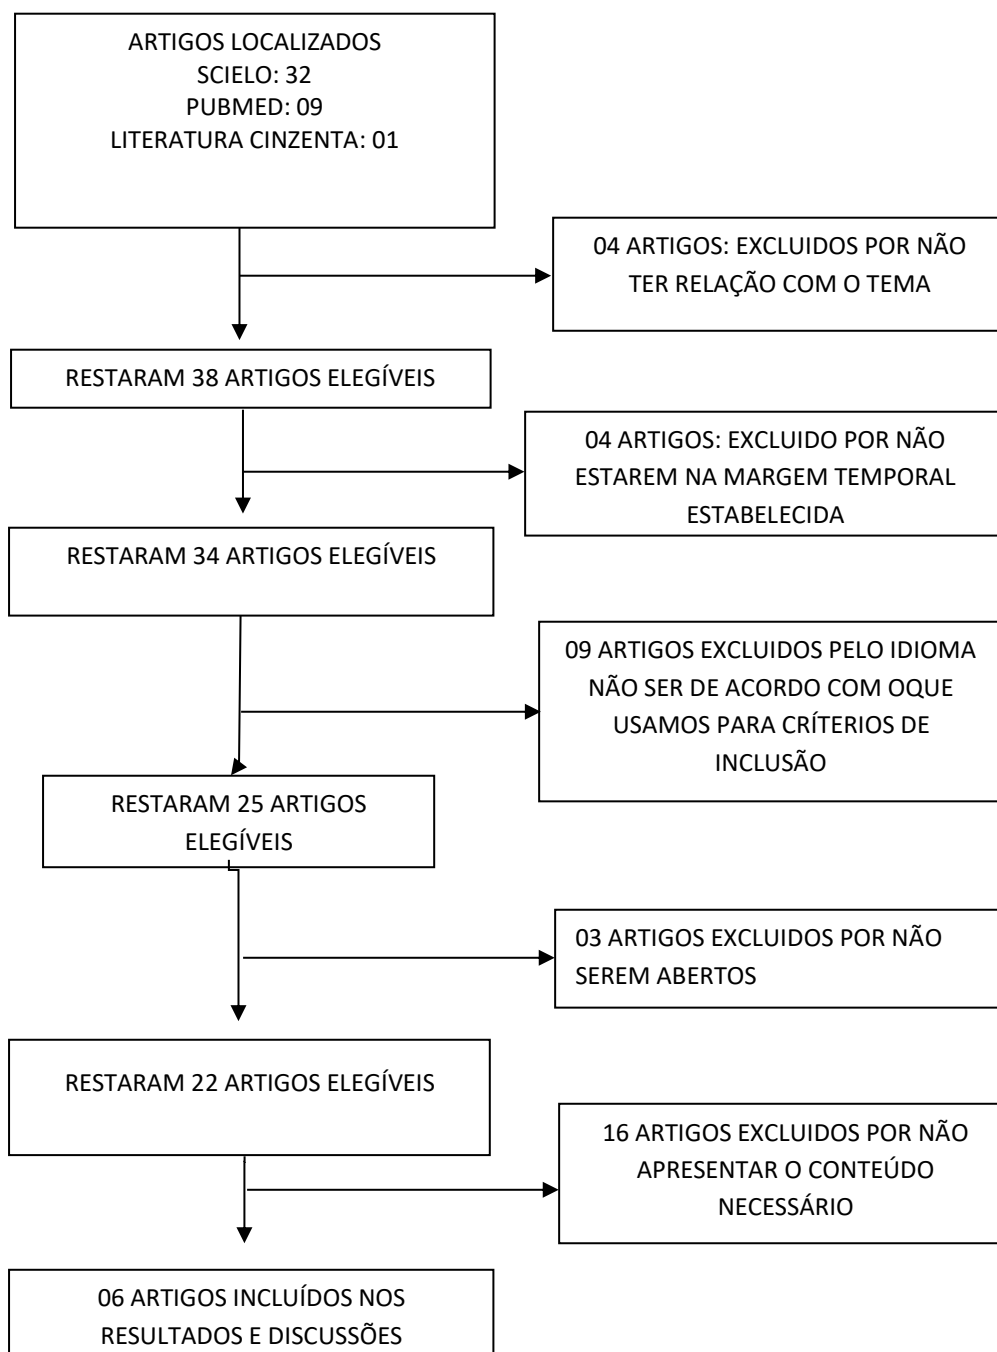 ARTIGOS LOCALIZADOS
SCIELO: 32
PUBMED: 09
LITERATURA CINZENTA: 01
04 ARTIGOS: EXCLUIDOS POR NÃO
TER RELAÇÃO COM O TEMA
RESTARAM 38 ARTIGOS ELEGÍVEIS
04 ARTIGOS: EXCLUIDO POR NÃO
ESTAREM NA MARGEM TEMPORAL
ESTABELECIDA
RESTARAM 34 ARTIGOS ELEGÍVEIS
09 ARTIGOS EXCLUIDOS PELO IDIOMA
NÃO SER DE ACORDO COM OQUE
USAMOS PARA CRÍTERIOS DE
INCLUSÃO
RESTARAM 25 ARTIGOS
ELEGÍVEIS
03 ARTIGOS EXCLUIDOS POR NÃO
SEREM ABERTOS
RESTARAM 22 ARTIGOS ELEGÍVEIS
16 ARTIGOS EXCLUIDOS POR NÃO
APRESENTAR O CONTEÚDO
NECESSÁRIO
06 ARTIGOS INCLUÍDOS NOS
RESULTADOS E DISCUSSÕES